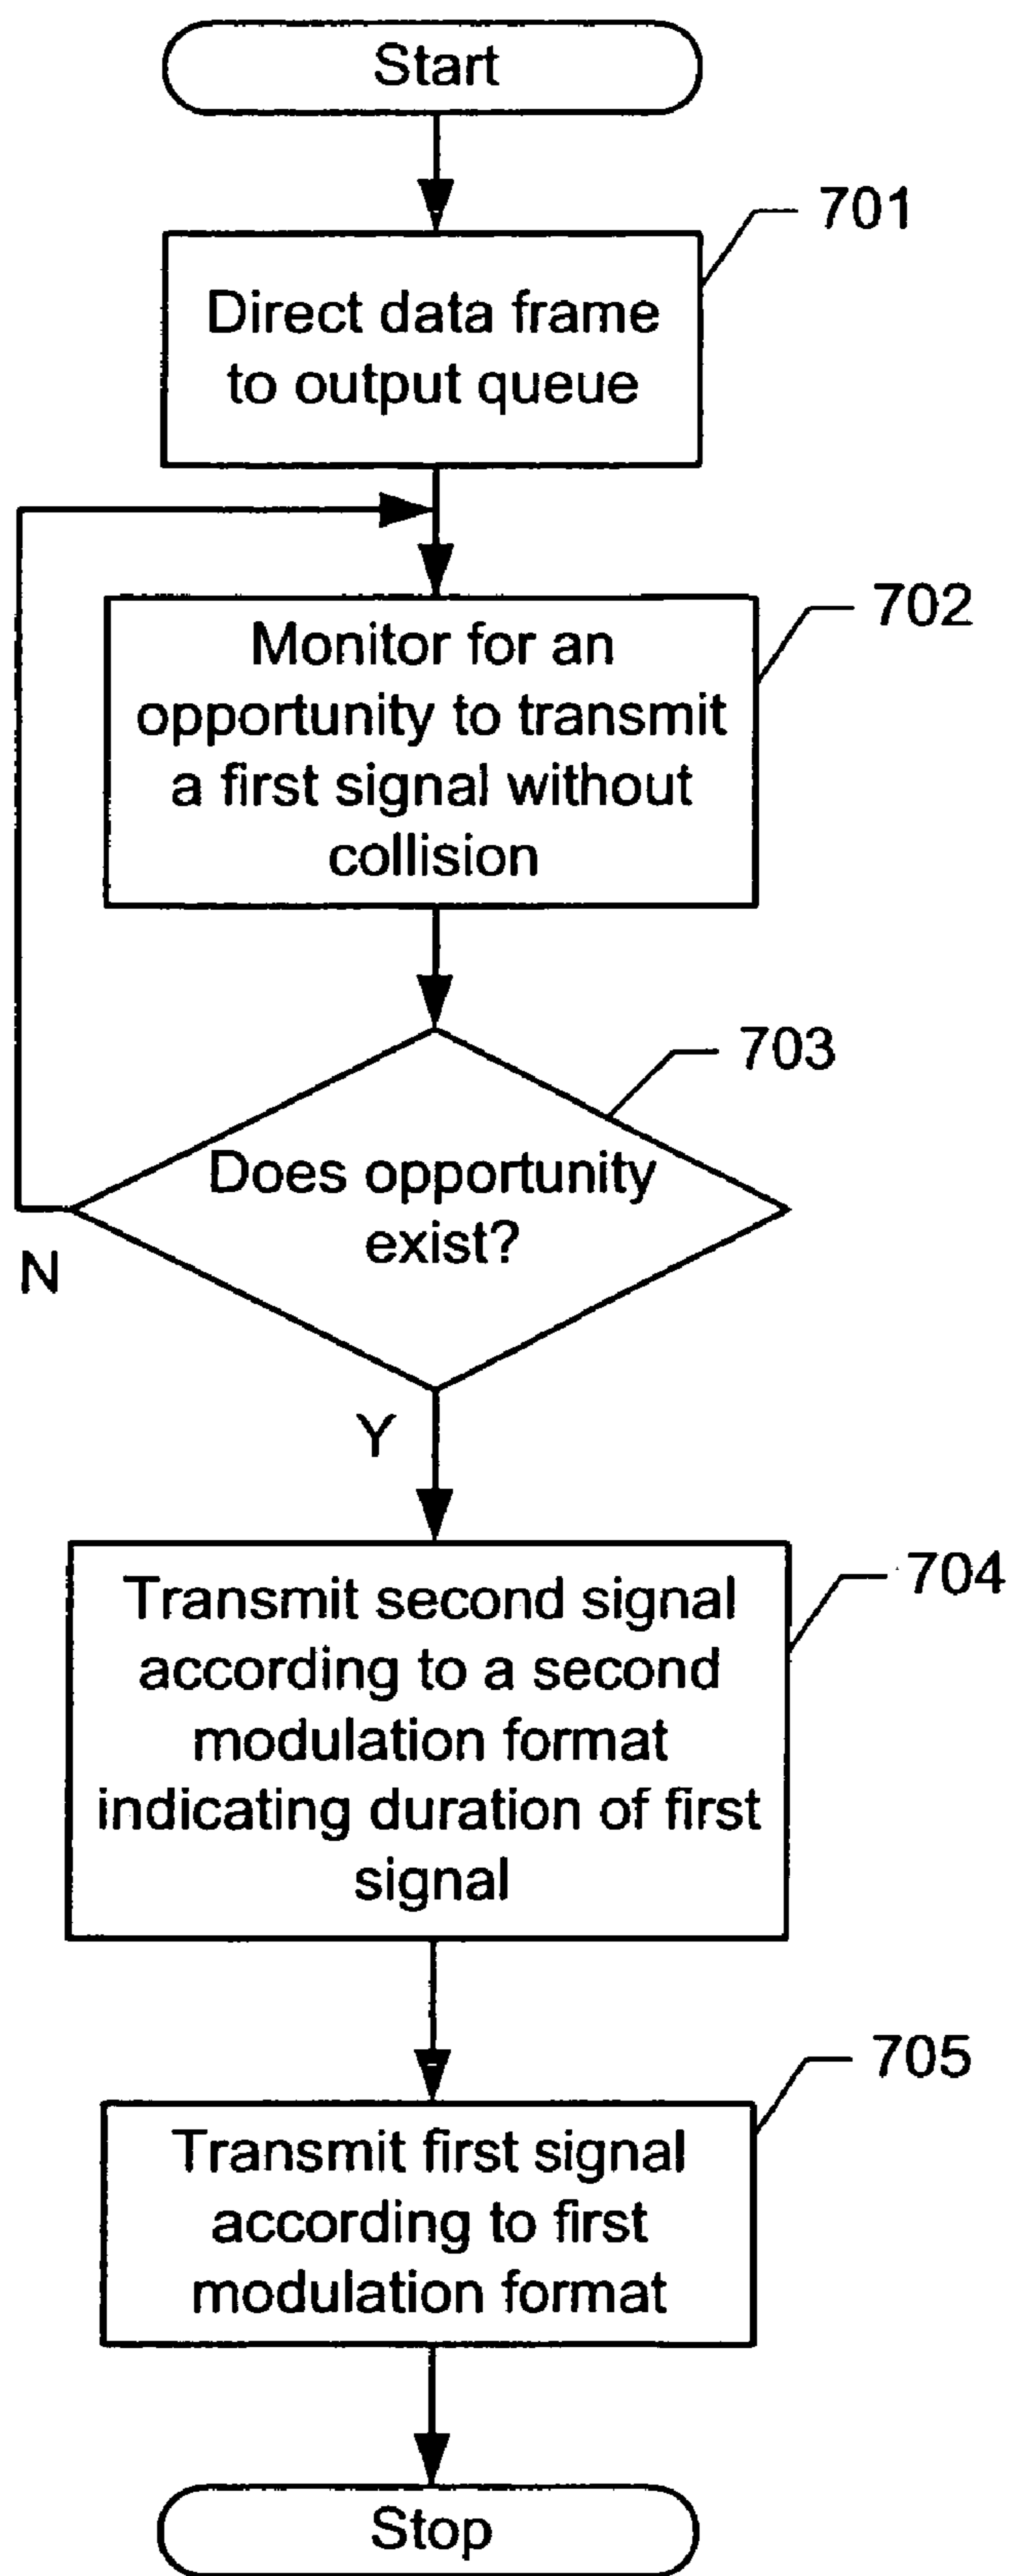 Start
701
Direct data frame
to output queue
702
Monitor for an
opportunity to transmit
a first signal without
collision
703
Does opportunity
exist?
N
Y
704
Transmit second signal
according to a second
modulation format
indicating duration of first
signal
705
Transmit first signal
according to first
modulation format
Stop